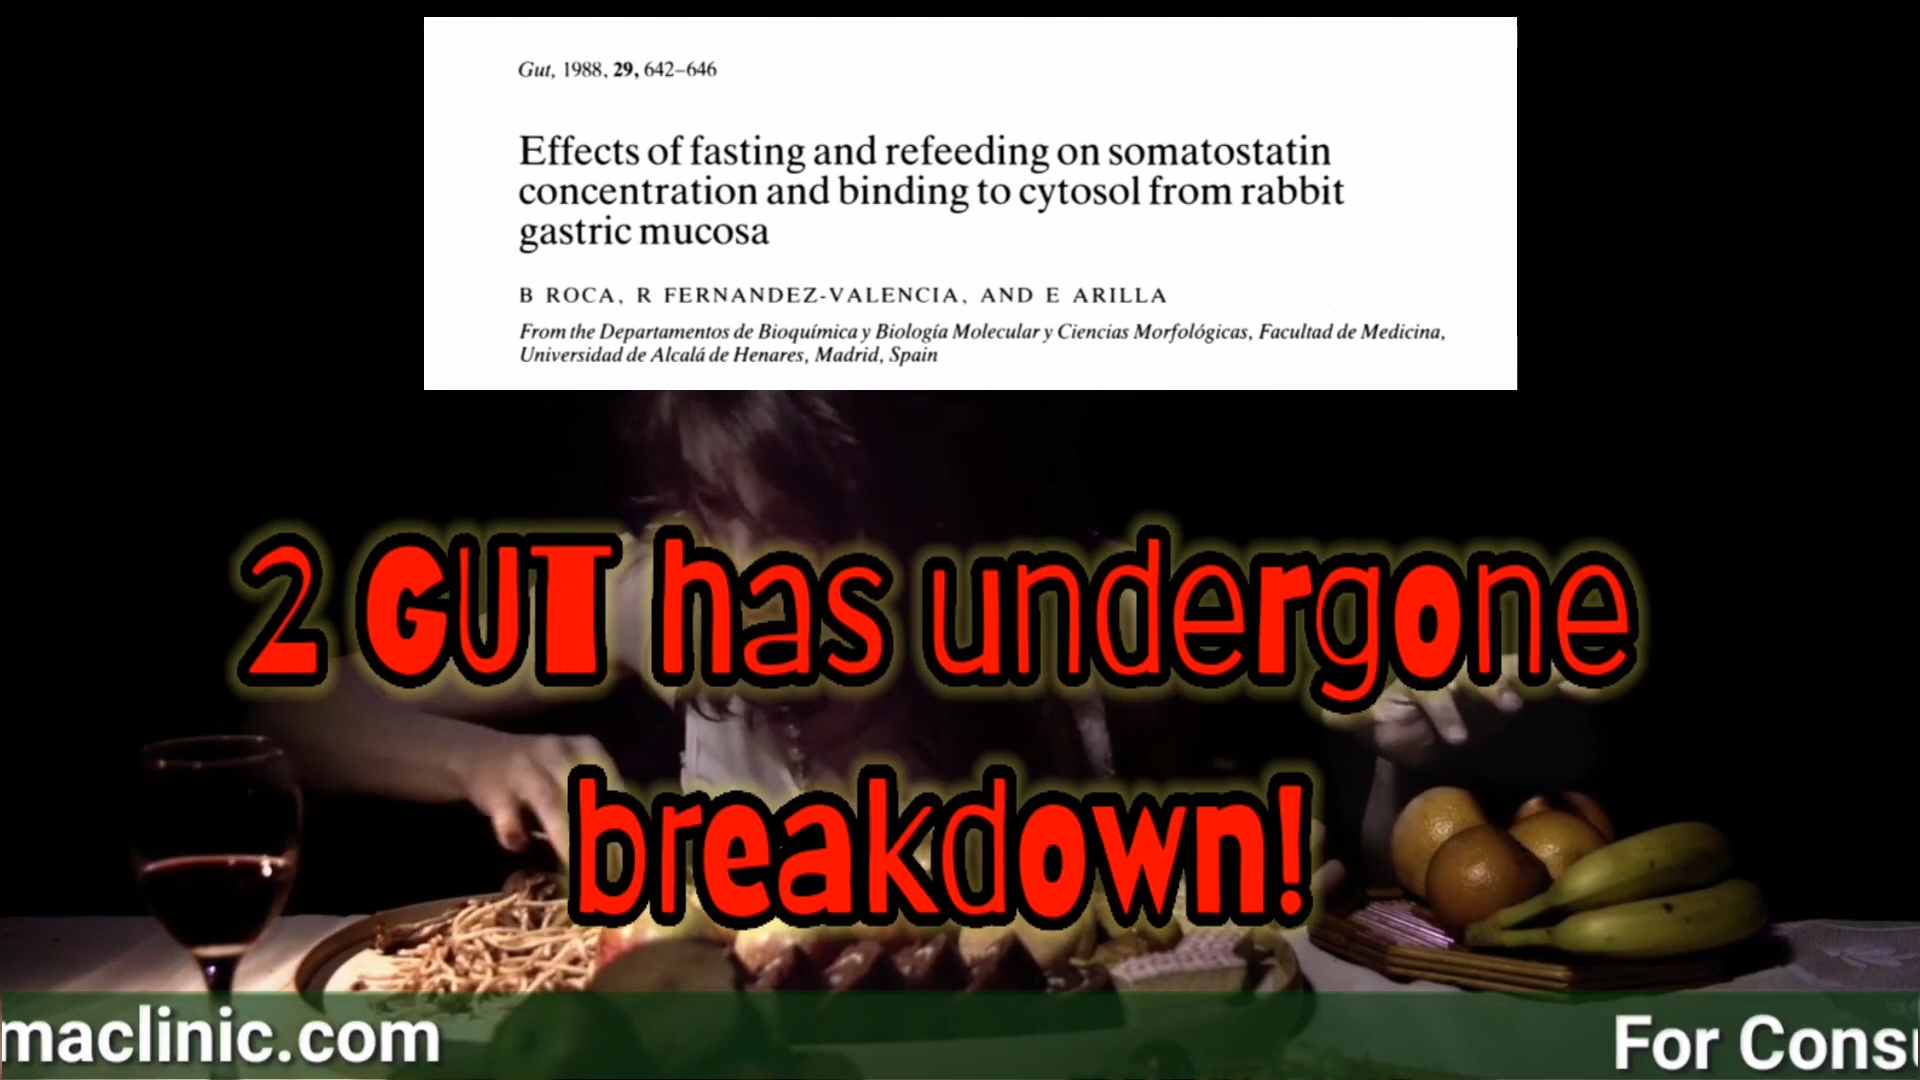 Gut, 1988, 29, 642–646
Effects of fasting and refeeding on somatostatin
concentration and binding to cytosol from rabbit
gastric mucosa
B ROCA, R FERNANDEZ-VALENCIA, AND E ARILLA
From the Departamentos de Bioquímica y Biología Molecular y Ciencias Morfológicas, Facultad de Medicina,
Universidad de Alcalá de Henares, Madrid, Spain
2 GUT has undergone
breakdown!
maclinic.com
For Consu